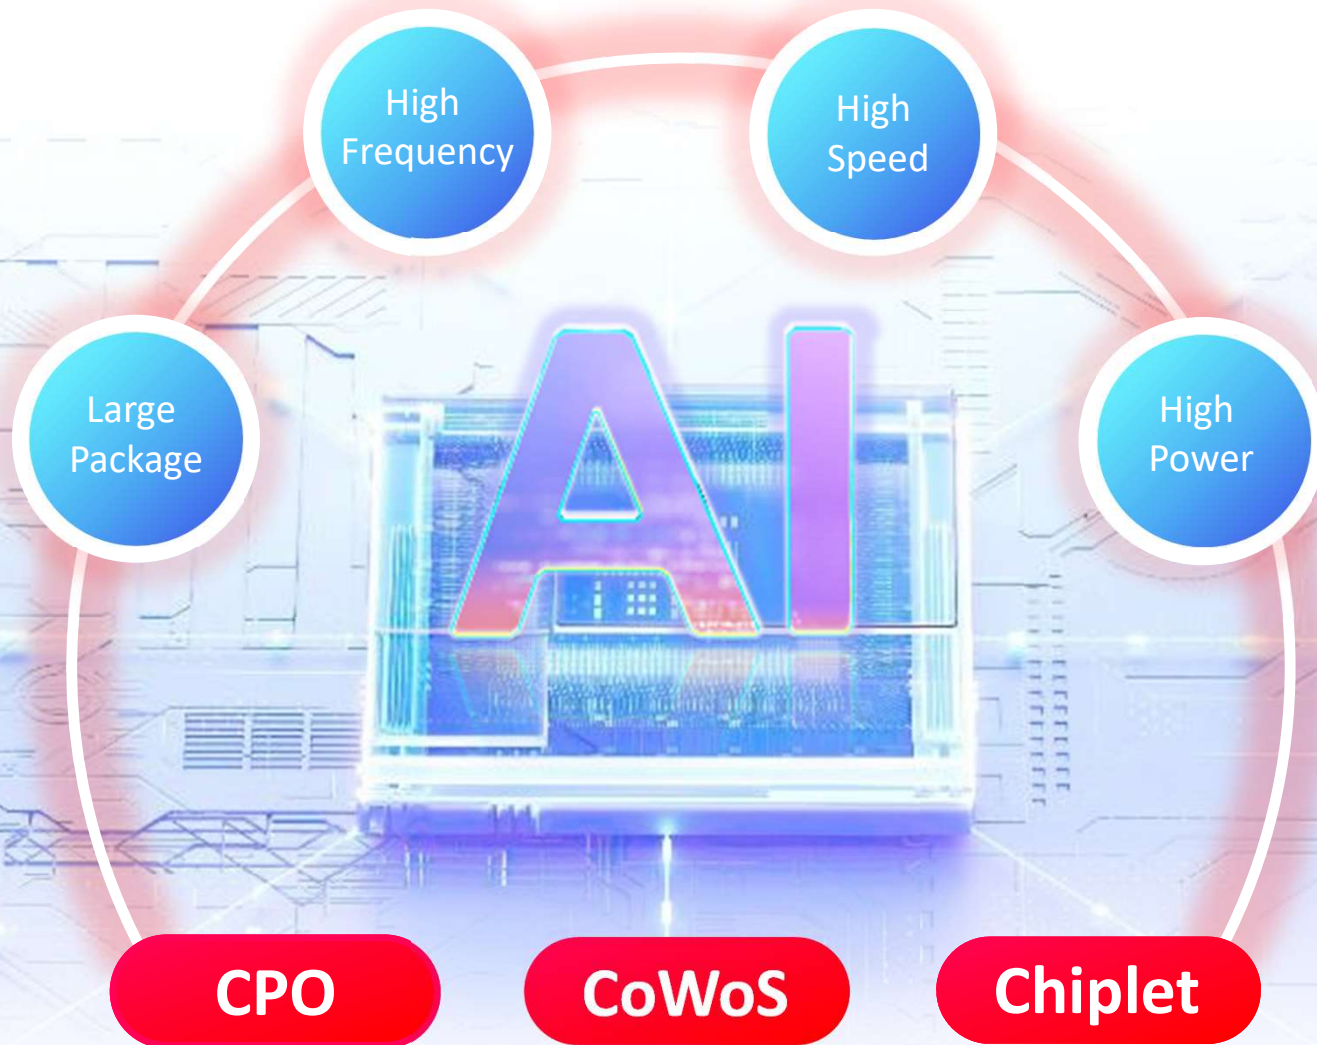 High
Frequency
High
Speed
Large
Package
High
Power
AI
CPO
CoWoS
Chiplet